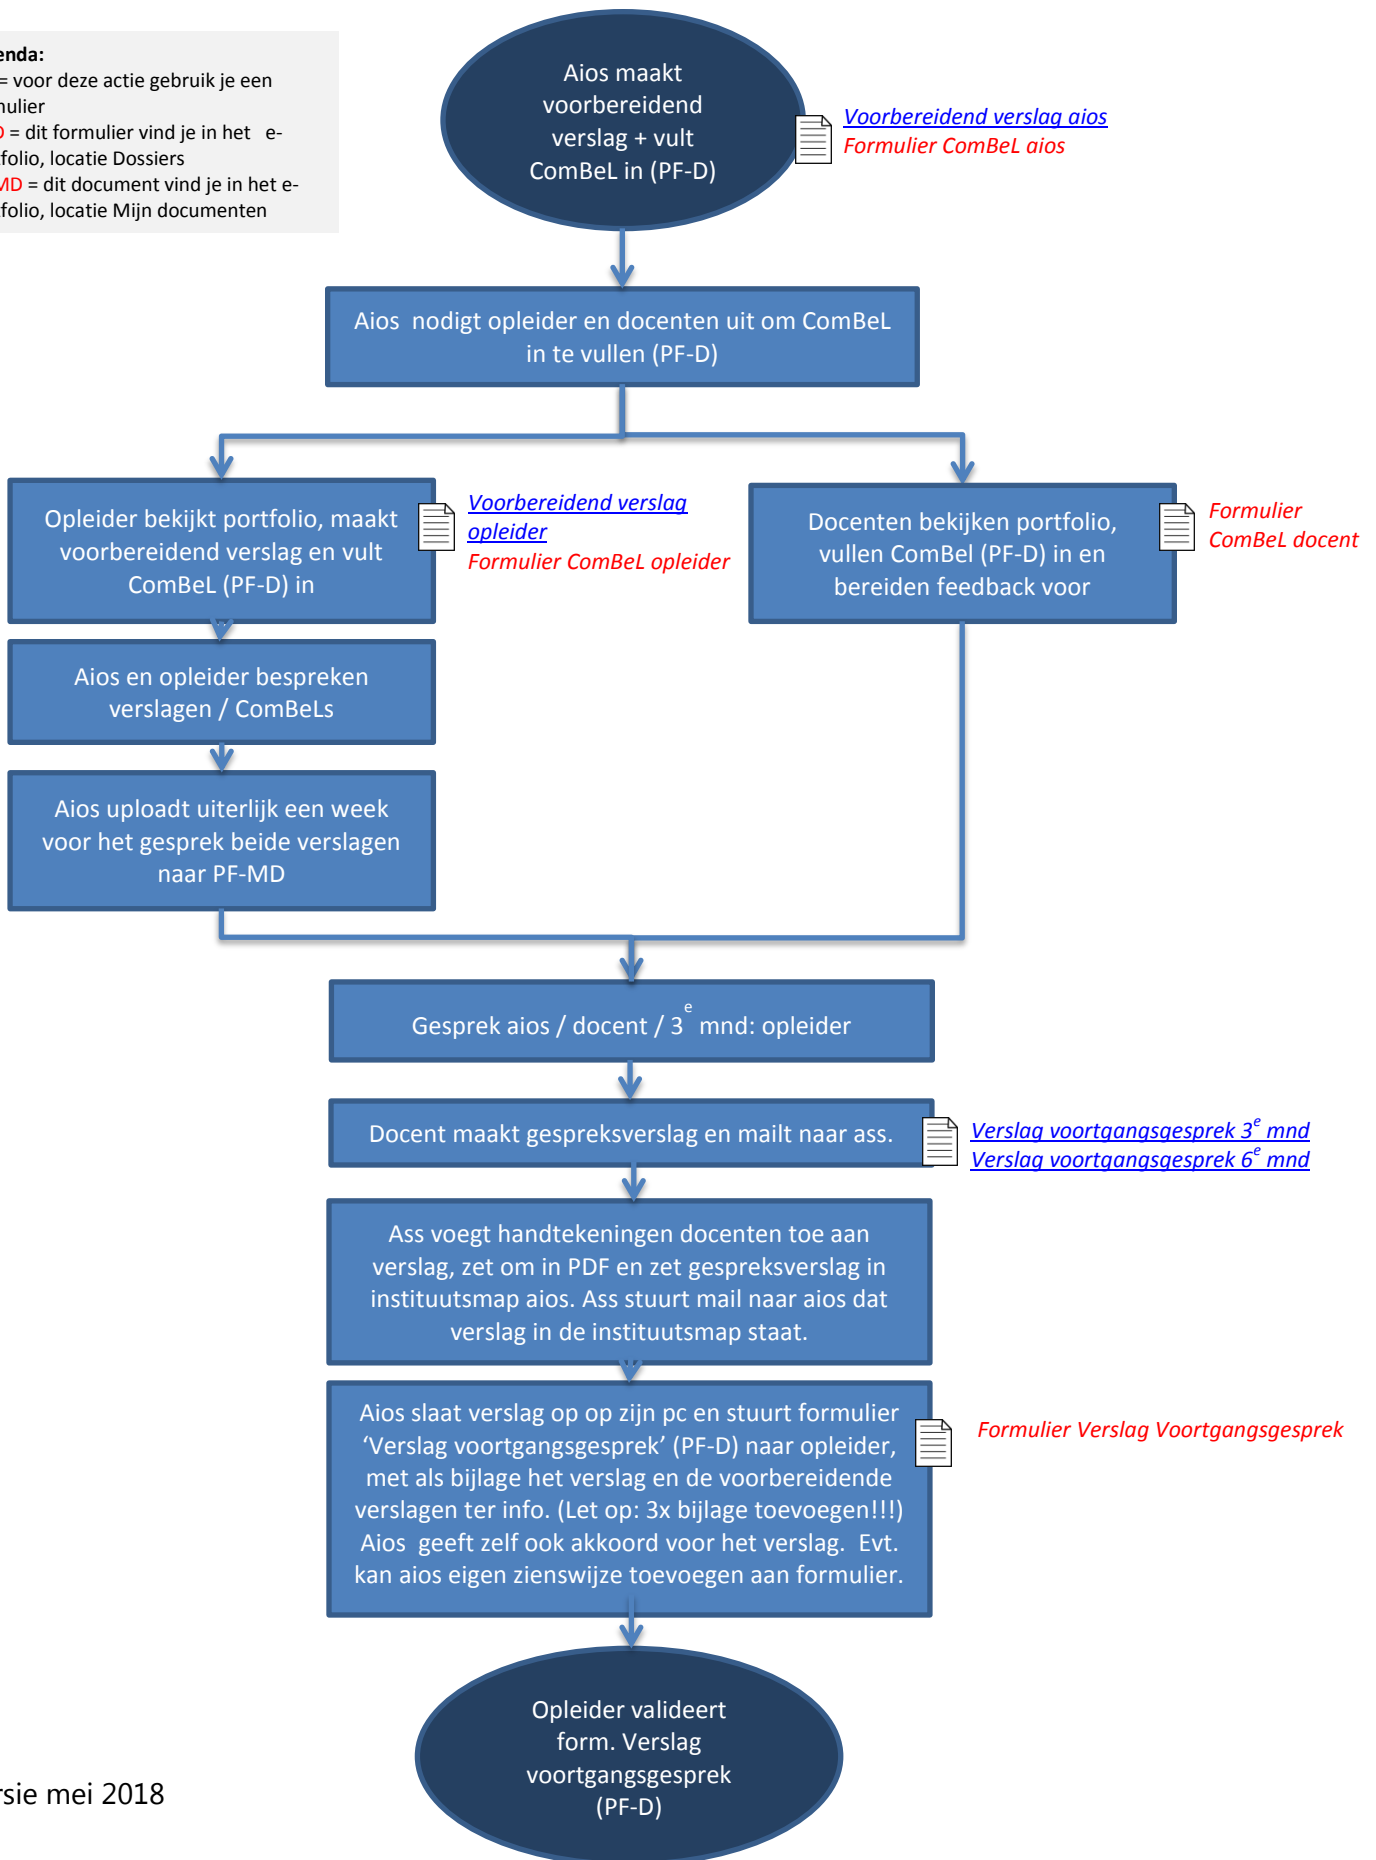 enda:
= voor deze actie gebruik je een
mulier
D = dit formulier vind je in het e-
tfolio, locatie Dossiers
MD = dit document vind je in het e-
tfolio, locatie Mijn documenten
Aios maakt
voorbereidend
verslag + vult
ComBeL in (PF-D)
Voorbereidend verslag aios
Formulier ComBeL aios
Aios nodigt opleider en docenten uit om ComBeL
in te vullen (PF-D)
Opleider bekijkt portfolio, maakt
voorbereidend verslag en vult
ComBeL (PF-D) in
Voorbereidend verslag
opleider
Formulier ComBeL opleider
Docenten bekijken portfolio,
vullen ComBel (PF-D) in en
bereiden feedback voor
Formulier
ComBeL docent
Aios en opleider bespreken
verslagen / ComBeLs
Aios uploadt uiterlijk een week
voor het gesprek beide verslagen
naar PF-MD
Gesprek aios / docent / 3e mnd: opleider
Docent maakt gespreksverslag en mailt naar ass.
Verslag voortgangsgesprek 3e mnd
Verslag voortgangsgesprek 6e mnd
Ass voegt handtekeningen docenten toe aan
verslag, zet om in PDF en zet gespreksverslag in
instituutsmap aios. Ass stuurt mail naar aios dat
verslag in de instituutsmap staat.
Aios slaat verslag op op zijn pc en stuurt formulier
‘Verslag voortgangsgesprek’ (PF-D) naar opleider,
met als bijlage het verslag en de voorbereidende
verslagen ter info. (Let op: 3x bijlage toevoegen!!!)
Aios geeft zelf ook akkoord voor het verslag. Evt.
kan aios eigen zienswijze toevoegen aan formulier.
Formulier Verslag Voortgangsgesprek
Opleider valideert
form. Verslag
voortgangsgesprek
(PF-D)
rsie mei 2018